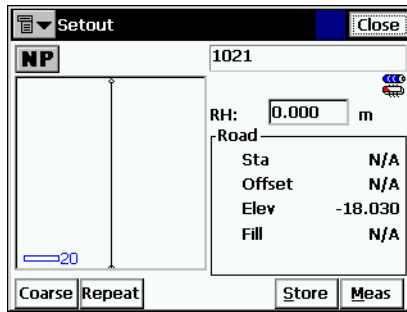 Setout
Close
NP
1021
RH: 0.000 m
Road
Sta N/A
Offset N/A
Elev -18.030
Fill N/A
20
Coarse Repeat Store Meas